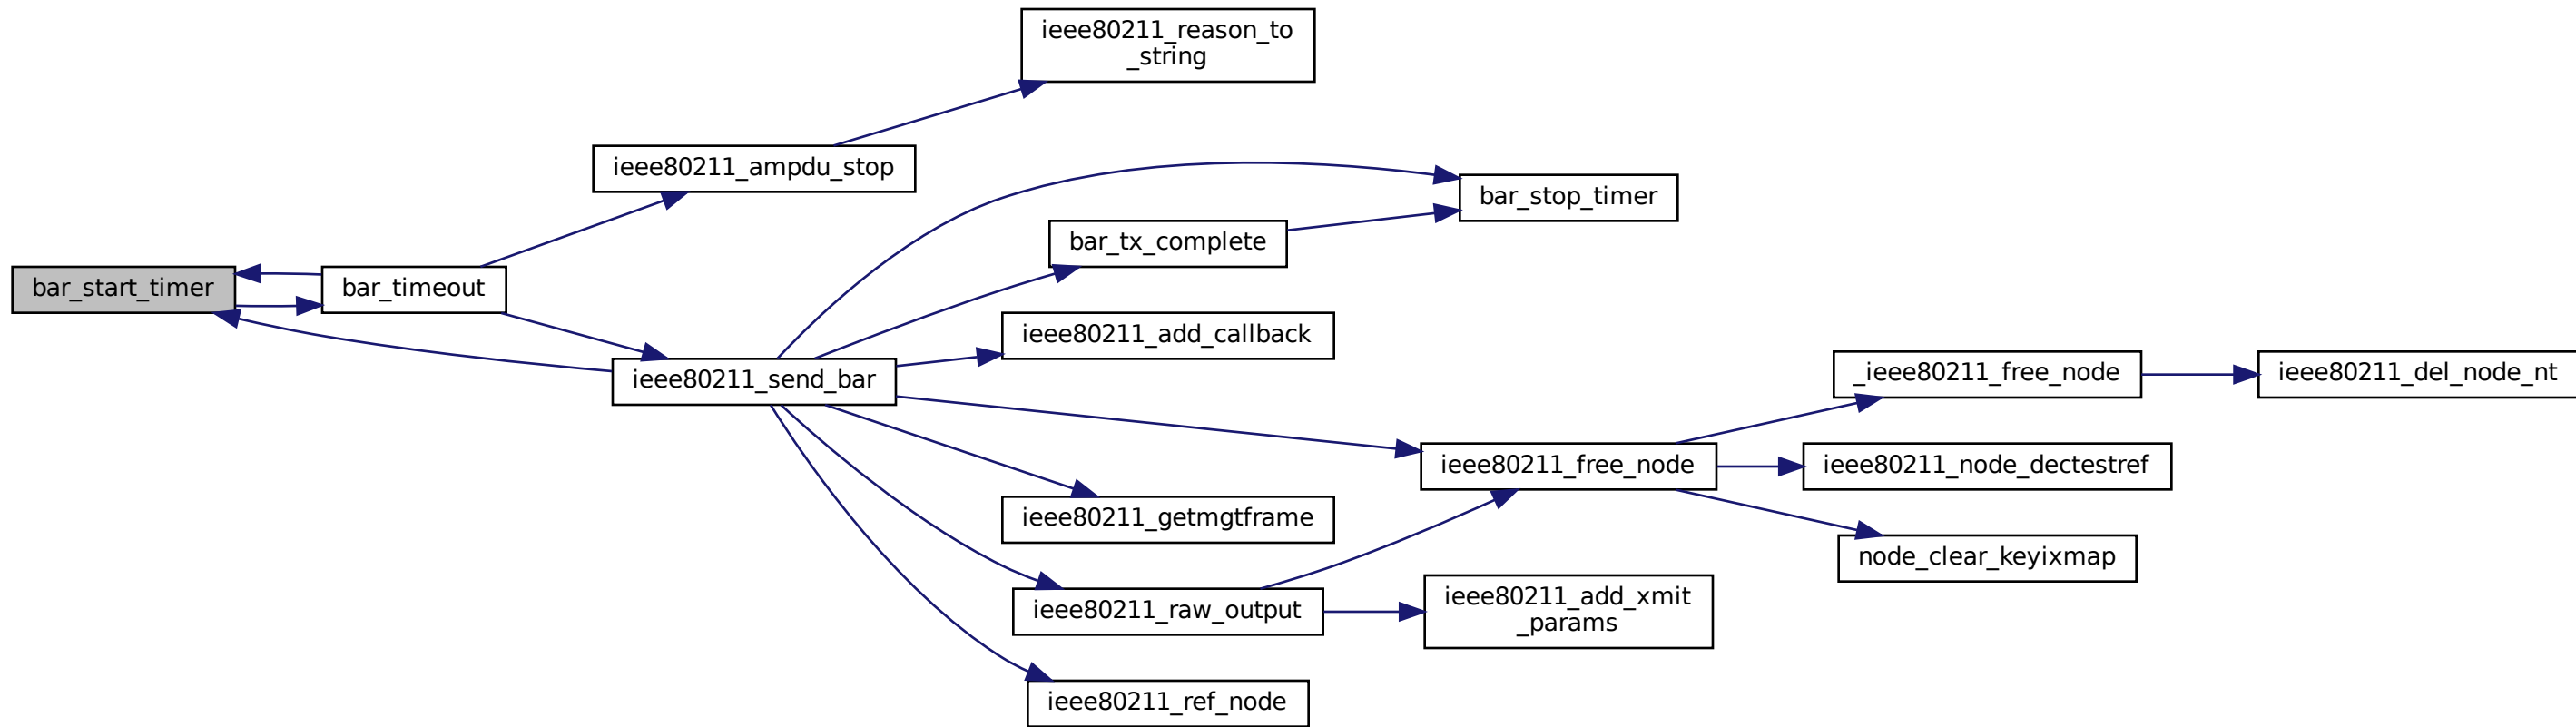 ieee80211_reason_to
_string
ieee80211_ampdu_stop
bar_stop_timer
bar_tx_complete
bar_start_timer
bar_timeout
ieee80211_add_callback
ieee80211_send_bar
_ieee80211_free_node
ieee80211_del_node_nt
ieee80211_free_node
ieee80211_node_dectestref
ieee80211_getmgtframe
node_clear_keyixmap
ieee80211_raw_output
ieee80211_add_xmit
_params
ieee80211_ref_node